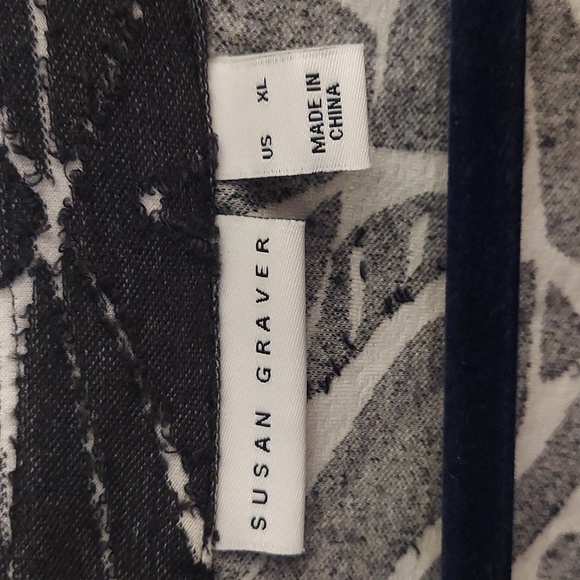 SUSAN GRAVER
US XL
MADE IN
CHINA